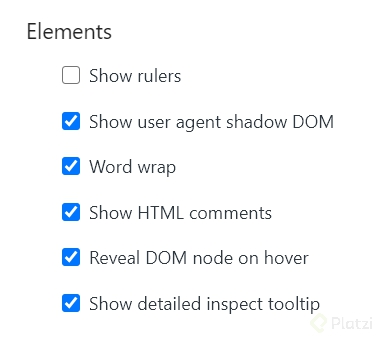 Elements
Show rulers
Show user agent shadow DOM
Word wrap
Show HTML comments
Reveal DOM node on hover
Show detailed inspect tooltip
Platzi